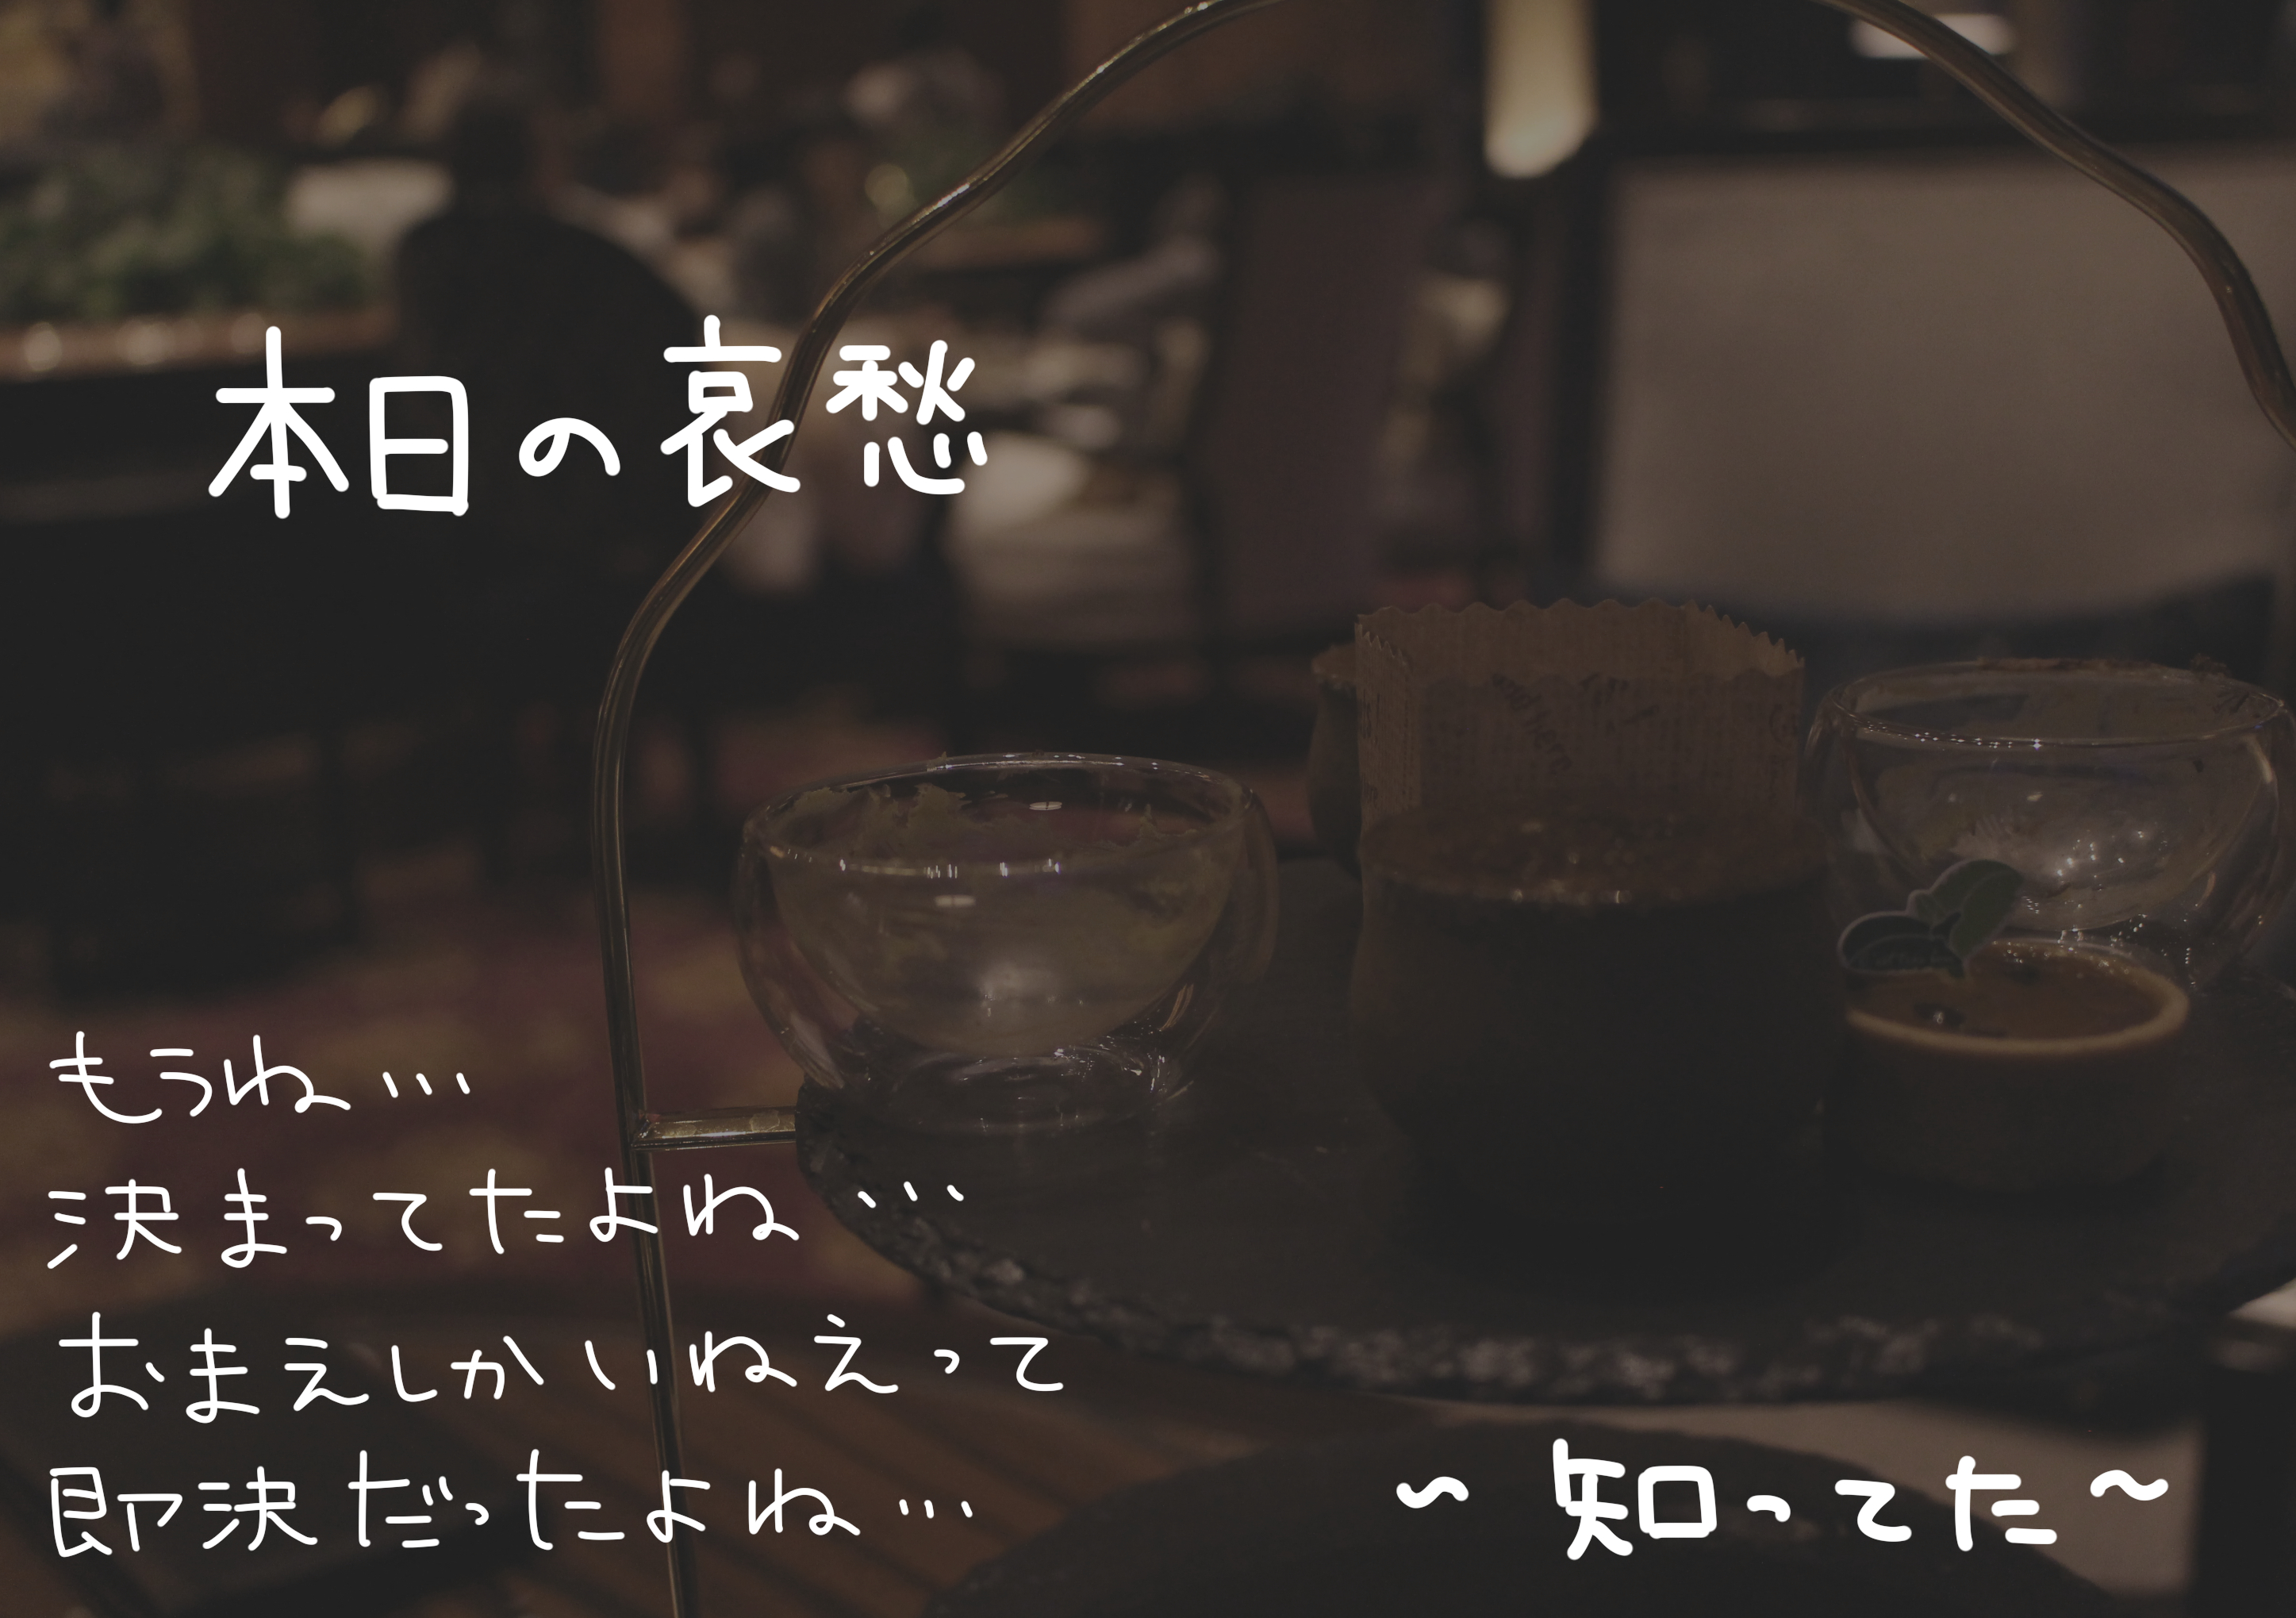 本日の哀愁
もうね…
決まってたよね…
おまえしかいねえって
即決だったよね…
~知ってた~